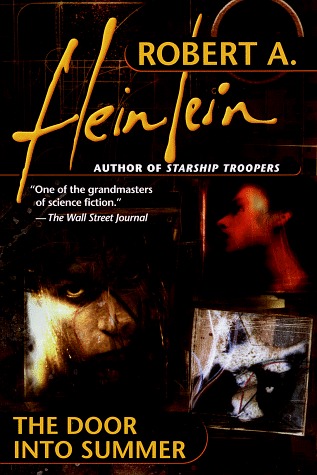 ROBERT A.
Heinlein
AUTHOR OF STARSHIP TROOPERS
"One of the grandmasters
of science fiction."
—The Wall Street Journal
THE DOOR
INTO SUMMER